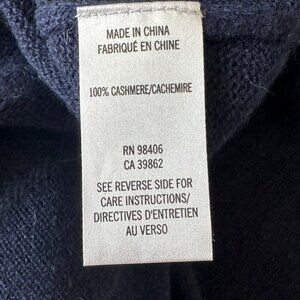 MADE IN CHINA
FABRIQUÉ EN CHINE
100% CASHMERE/CACHEMIRE
RN 98406
CA 39862
SEE REVERSE SIDE FOR
CARE INSTRUCTIONS/
DIRECTIVES D'ENTRETIEN
AU VERSO